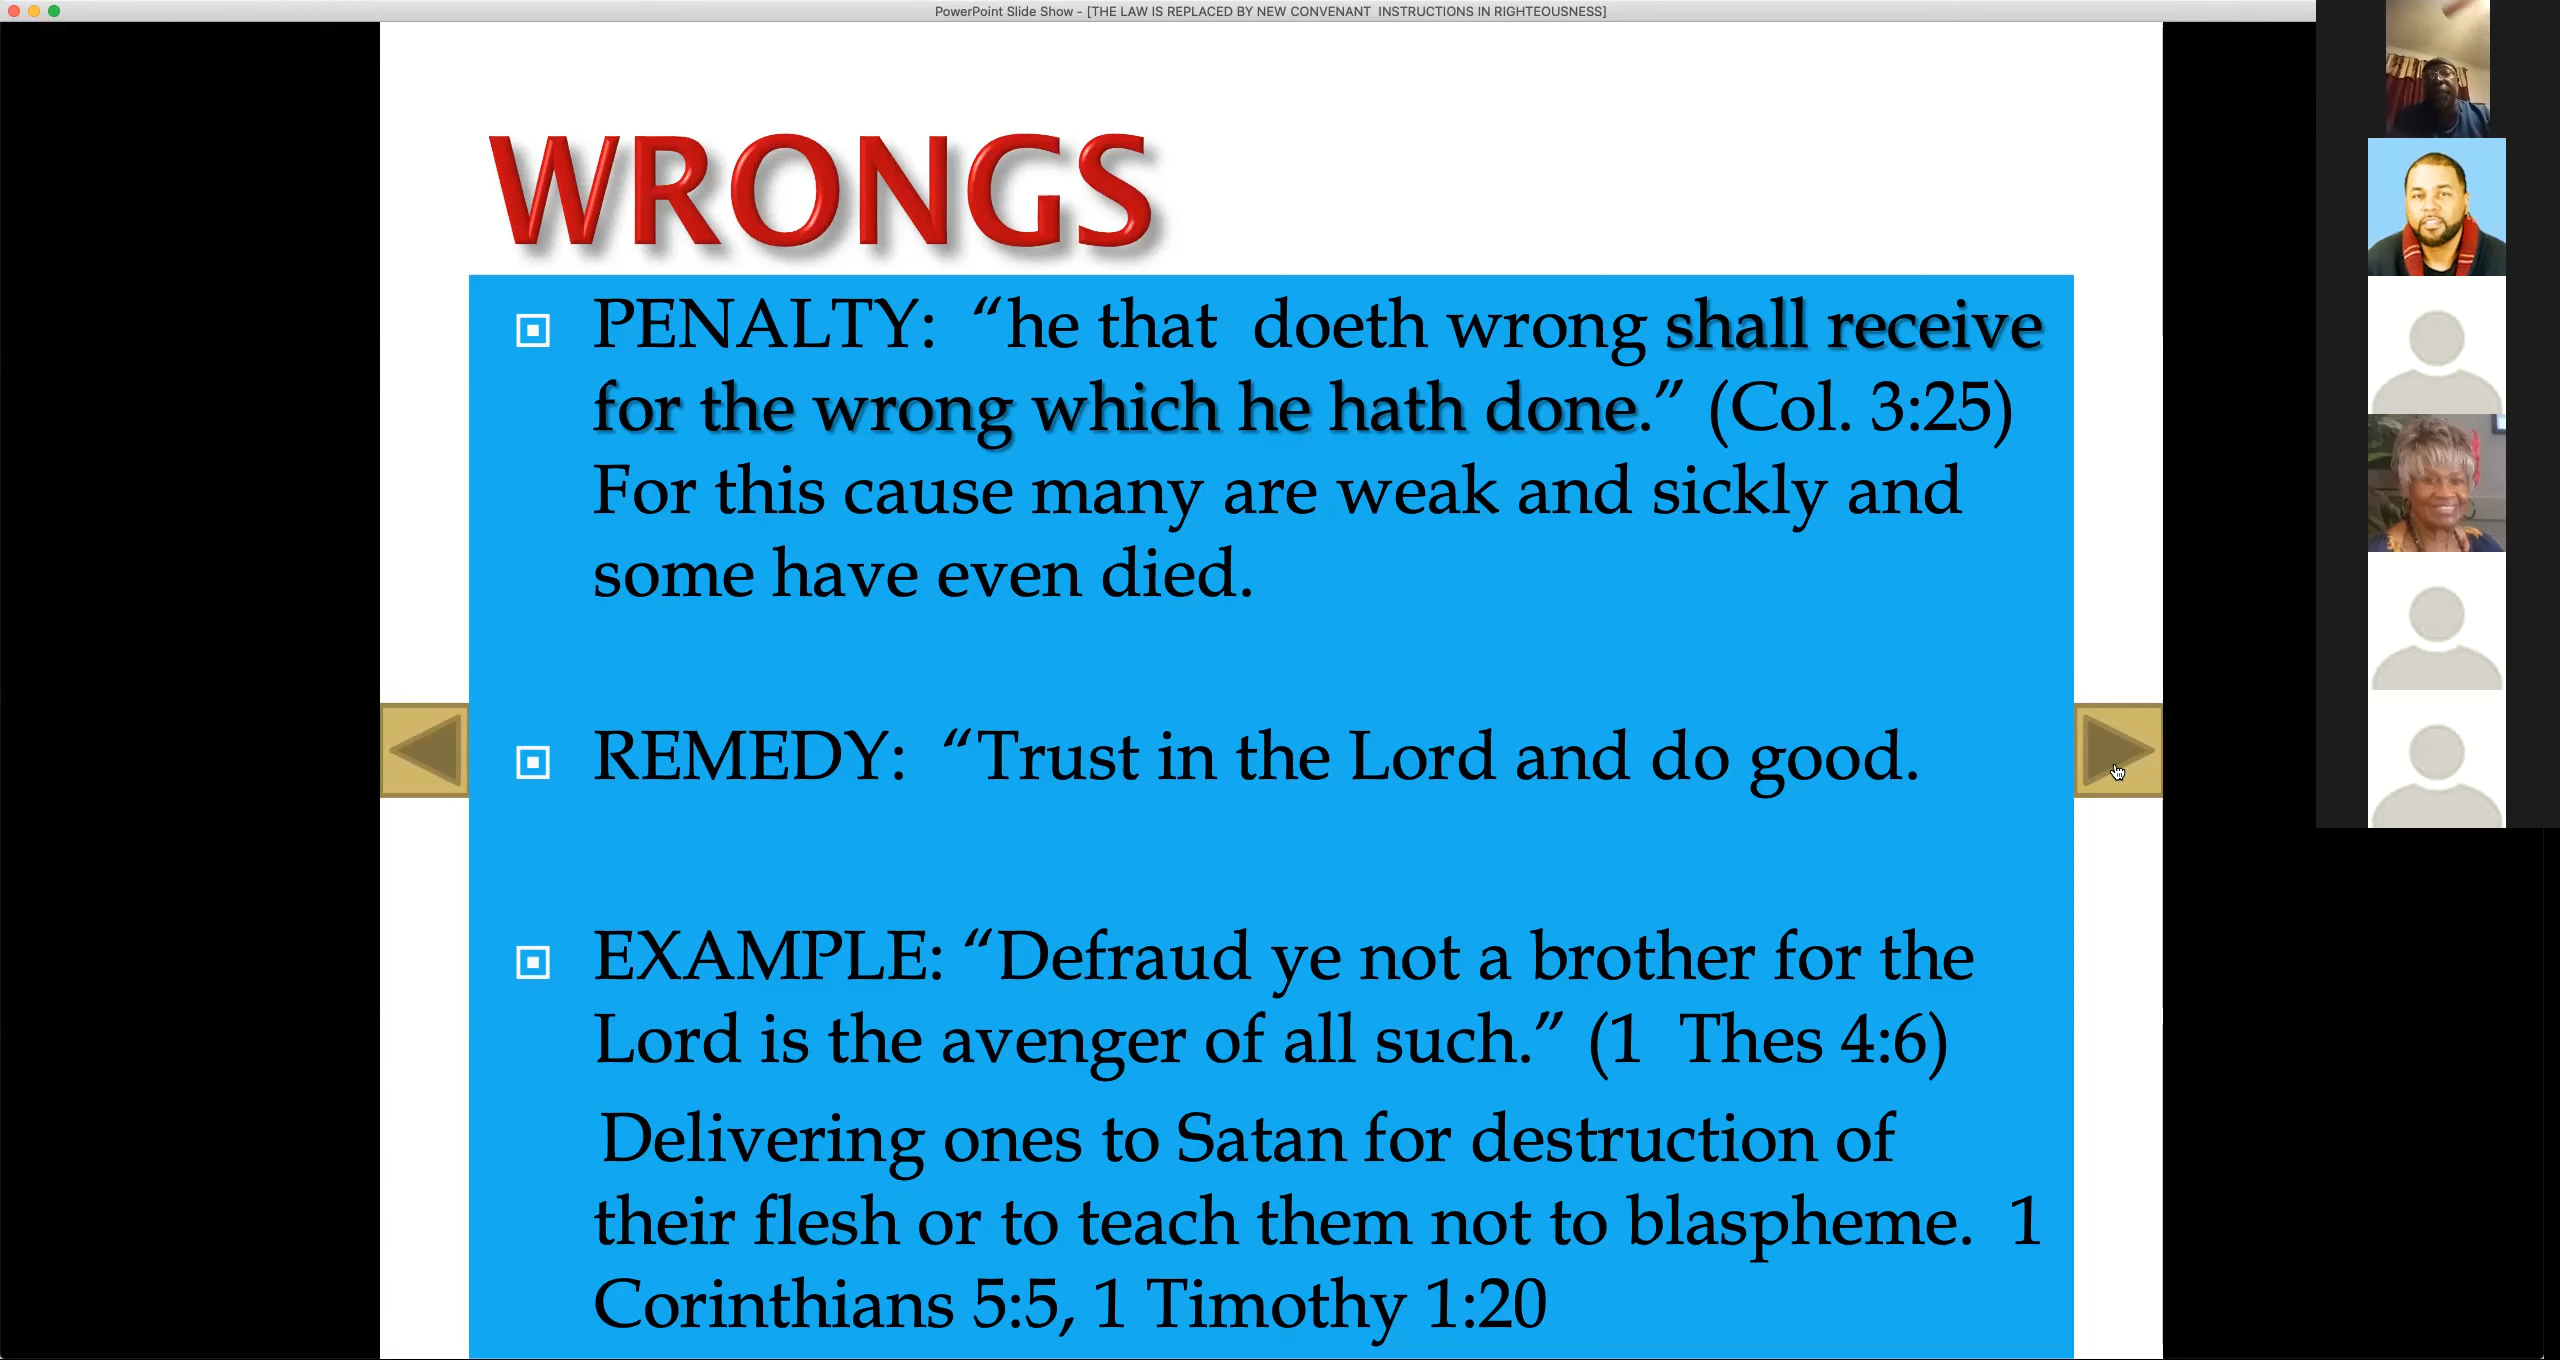 PowerPoint Slide Show - [THE LAW IS REPLACED BY NEW CONVENANT  INSTRUCTIONS IN RIGHTEOUSNESS]
WRONGS
PENALTY:  “he that  doeth wrong shall receive
for the wrong which he hath done.” (Col. 3:25)
For this cause many are weak and sickly and
some have even died.
REMEDY:  “Trust in the Lord and do good.
EXAMPLE: “Defraud ye not a brother for the
Lord is the avenger of all such.” (1  Thes 4:6)
Delivering ones to Satan for destruction of
their flesh or to teach them not to blaspheme.  1
Corinthians 5:5, 1 Timothy 1:20